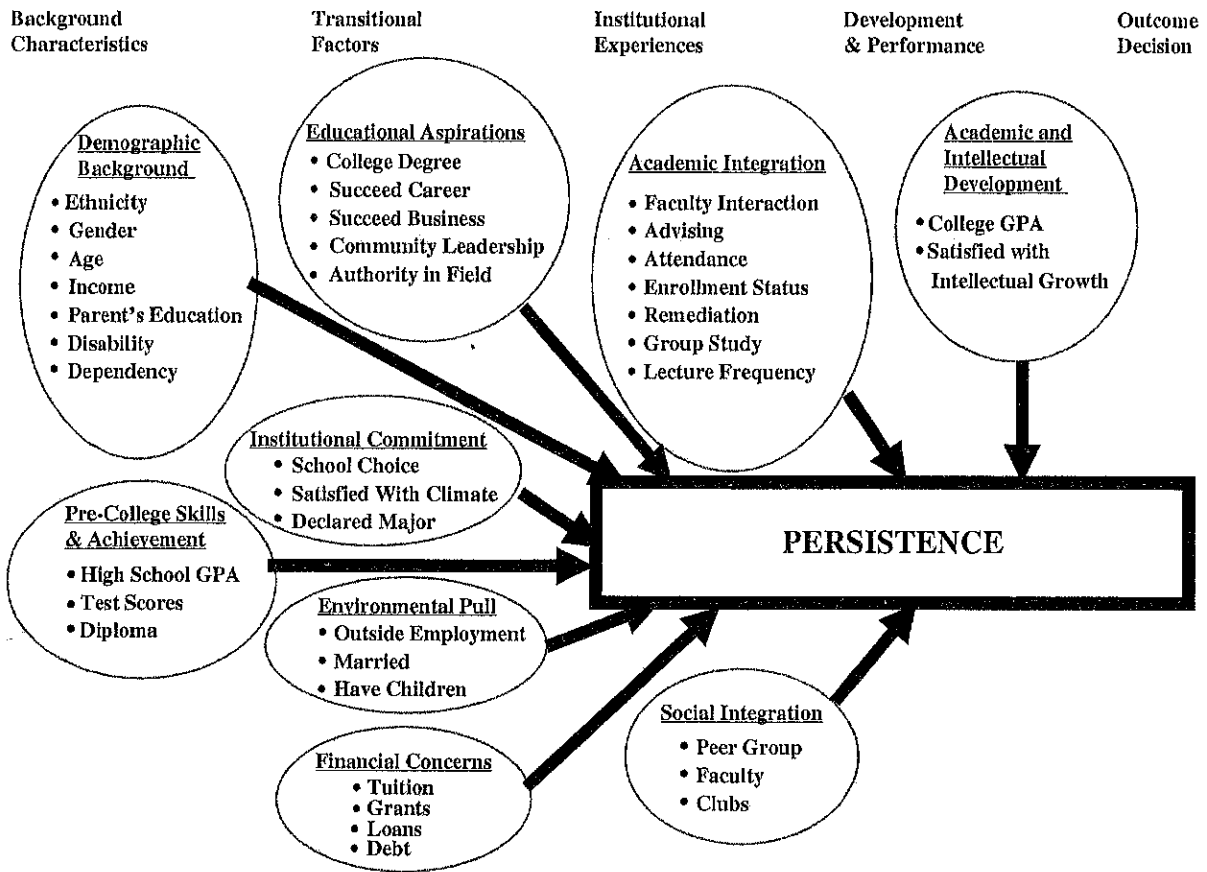 Background
Characteristics
Transitional
Factors
Institutional
Experiences
Development
& Performance
Outcome
Decision
Demographic
Background
• Ethnicity
• Gender
• Age
• Income
• Parent's Education
• Disability
• Dependency
Pre-College Skills
& Achievement
• High School GPA
• Test Scores
• Diploma
Educational Aspirations
• College Degree
• Succeed Career
• Succeed Business
• Community Leadership
• Authority in Field
Institutional Commitment
• School Choice
• Satisfied With Climate
• Declared Major
Environmental Pull
• Outside Employment
• Married
• Have Children
Financial Concerns
• Tuition
• Grants
• Loans
• Debt
Academic Integration
• Faculty Interaction
• Advising
• Attendance
• Enrollment Status
• Remediation
• Group Study
• Lecture Frequency
Social Integration
• Peer Group
• Faculty
• Clubs
Academic and
Intellectual
Development
• College GPA
• Satisfied with
Intellectual Growth
PERSISTENCE